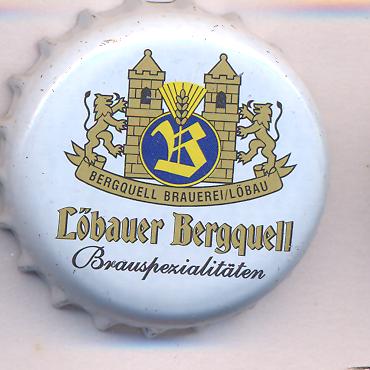 B
BERGQUELL BRAUEREI/LÖBAU
Löbauer Bergquell
Brauspezialitäten